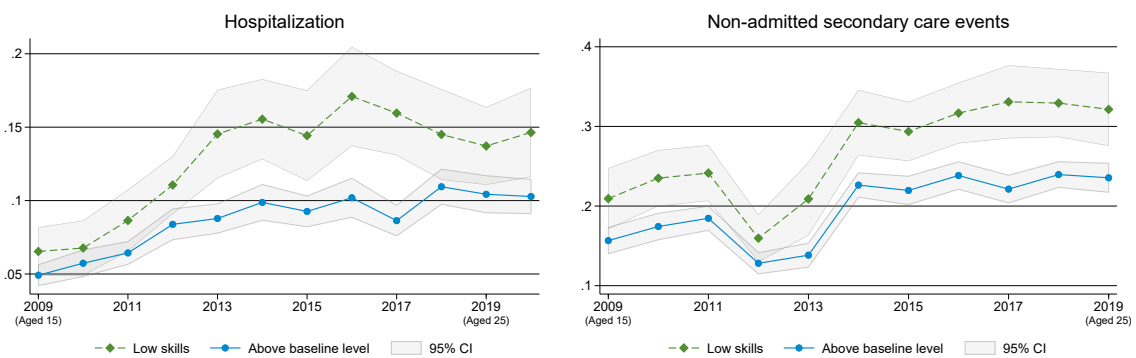 Hospitalization
.2
.15
.1
.05
2009 2011 2013 2015 2017 2019
(Aged 15) (Aged 25)
Low skills Above baseline level 95% CI
Non-admitted secondary care events
.4
.3
.2
.1
2009 2011 2013 2015 2017 2019
(Aged 15) (Aged 25)
Low skills Above baseline level 95% CI